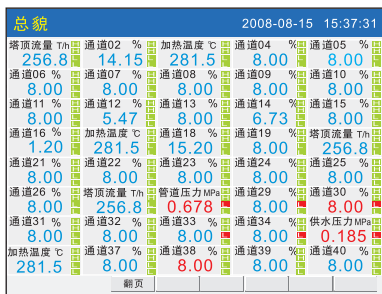 总貌 2008-08-15 15:37:31
塔顶流量 T/h 通道02 % 加热温度 ℃ 通道04 % 通道05 %
256.8 14.15 281.5 8.00 8.00
通道06 % 通道07 % 通道08 % 通道09 % 通道10 %
8.00 8.00 8.00 8.00 8.00
通道11 % 通道12 % 通道13 % 通道14 % 通道15 %
8.00 5.47 8.00 6.73 8.00
通道16 % 加热温度 ℃ 通道18 % 通道19 % 塔顶流量 T/h
1.20 281.5 15.20 8.00 256.8
通道21 % 通道22 % 通道23 % 通道24 % 通道25 %
8.00 8.00 8.00 8.00 8.00
通道26 % 塔顶流量 T/h 管道压力 MPa 通道29 % 通道30 %
8.00 256.8 0.678 8.00 8.00
通道31 % 通道32 % 通道33 % 通道34 % 供水压力 MPa
8.00 8.00 8.00 8.00 0.185
加热温度 ℃ 通道37 % 通道38 % 通道39 % 通道40 %
281.5 8.00 8.00 8.00 8.00
翻页